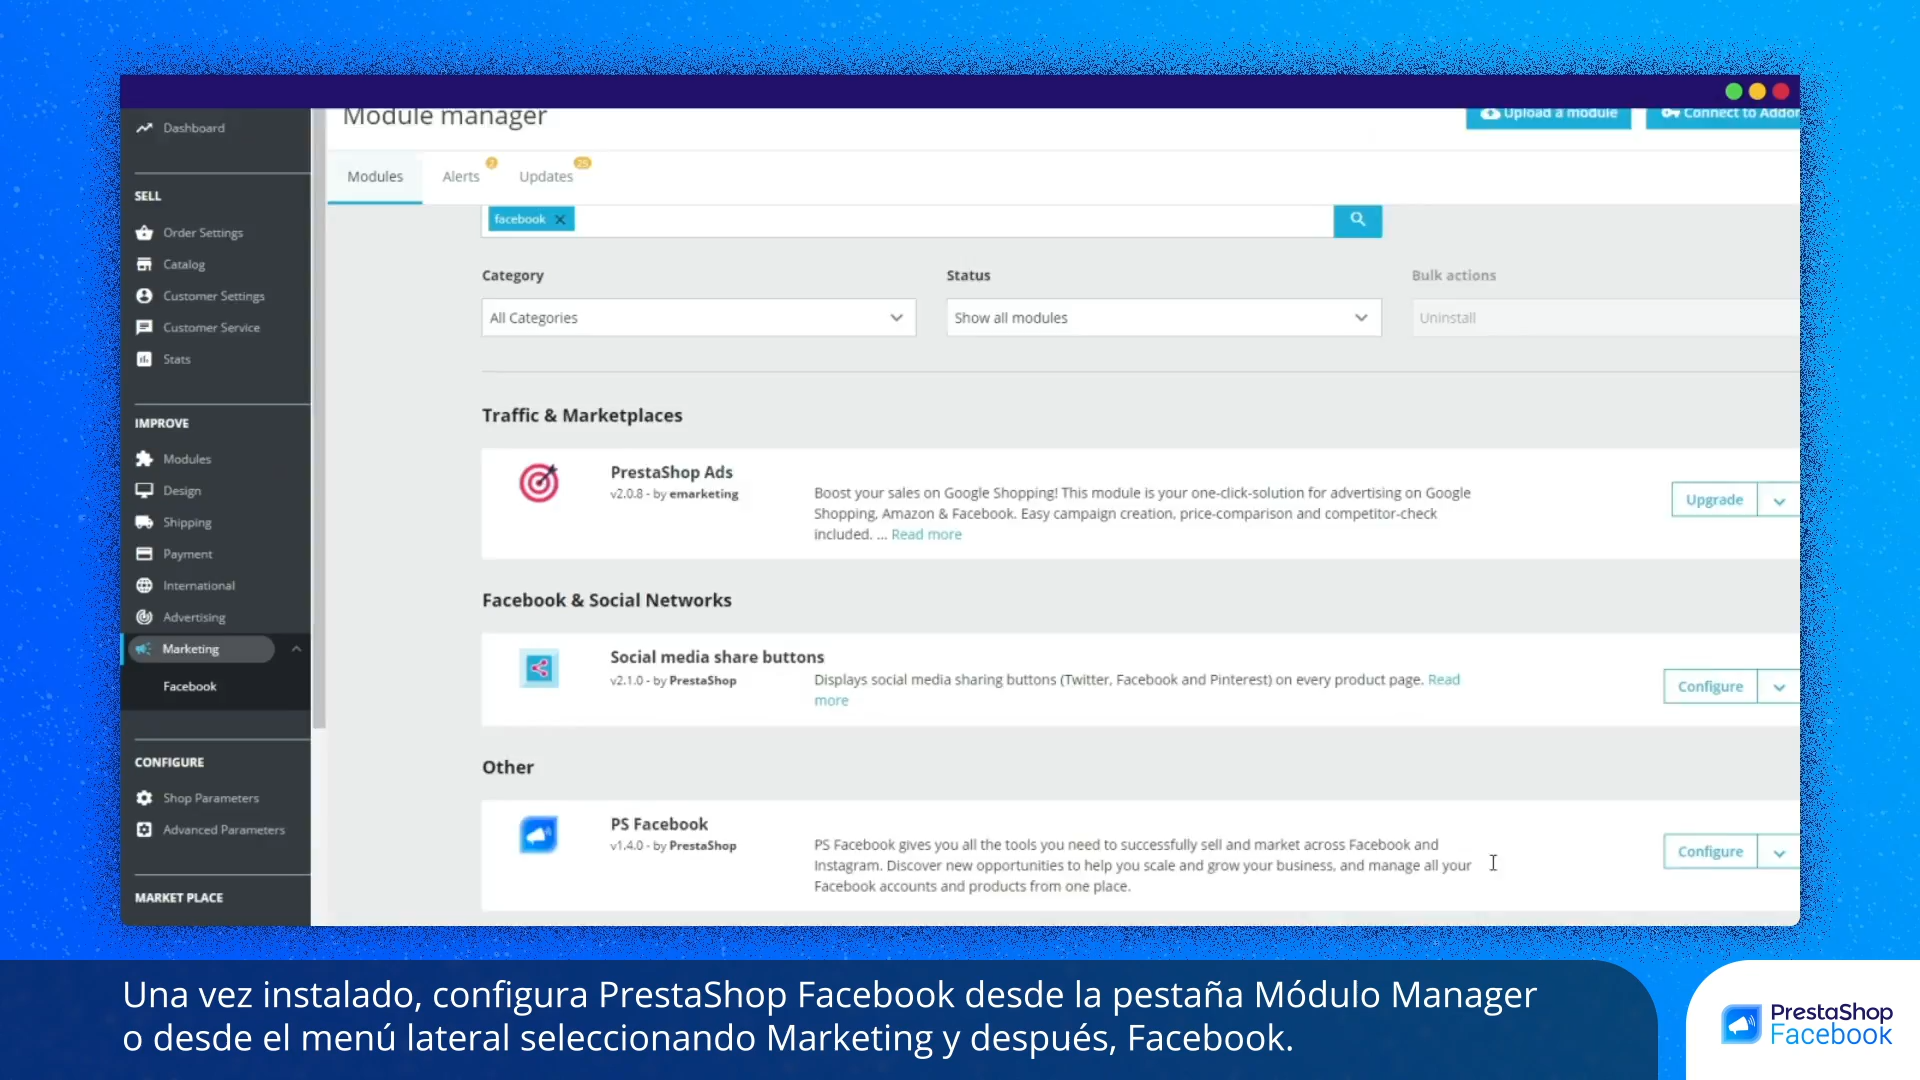 Module manager
Upload a module
Connect to Addon
Dashboard
Modules
Alerts
2
Updates
25
SELL
facebook
Order Settings
Catalog
Category
Status
Bulk actions
Customer Settings
All Categories
Show all modules
Uninstall
Customer Service
Stats
Traffic & Marketplaces
IMPROVE
Modules
PrestaShop Ads
v2.0.8 - by emarketing
Boost your sales on Google Shopping! This module is your one-click-solution for advertising on Google
Shopping, Amazon & Facebook. Easy campaign creation, price-comparison and competitor-check
included. ... Read more
Upgrade
Design
Shipping
Payment
International
Facebook & Social Networks
Advertising
Marketing
Social media share buttons
v2.1.0 - by PrestaShop
Displays social media sharing buttons (Twitter, Facebook and Pinterest) on every product page. Read
more
Configure
Facebook
CONFIGURE
Other
Shop Parameters
Advanced Parameters
PS Facebook
v1.4.0 - by PrestaShop
PS Facebook gives you all the tools you need to successfully sell and market across Facebook and
Instagram. Discover new opportunities to help you scale and grow your business, and manage all your
Facebook accounts and products from one place.
Configure
MARKET PLACE
Una vez instalado, configura PrestaShop Facebook desde la pestaña Módulo Manager
o desde el menú lateral seleccionando Marketing y después, Facebook.
PrestaShop
Facebook